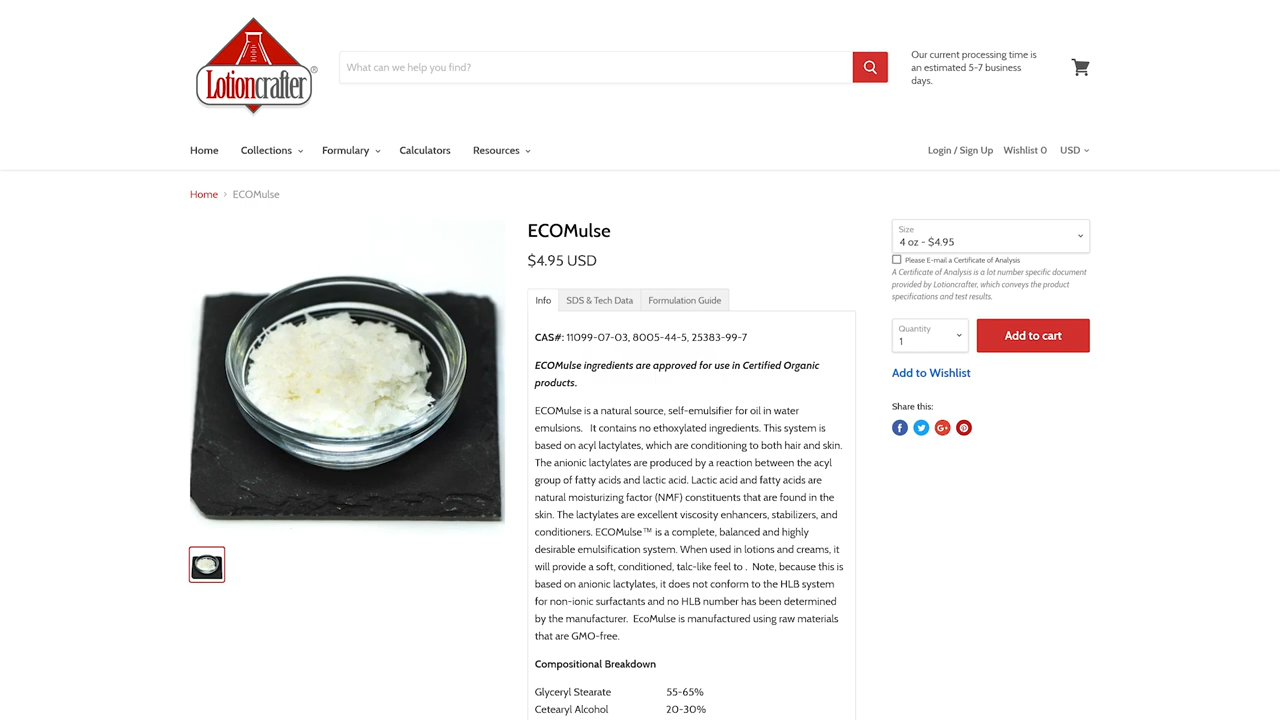 Lotioncrafter®
What can we help you find?
Our current processing time is
an estimated 5-7 business
days.
Home
Collections
Formulary
Calculators
Resources
Login / Sign Up
Wishlist 0
USD
Home > ECOMulse
ECOMulse
$4.95 USD
Info
SDS & Tech Data
Formulation Guide
CAS#: 11099-07-03, 8005-44-5, 25383-99-7
ECOMulse ingredients are approved for use in Certified Organic
products.
ECOMulse is a natural source, self-emulsifier for oil in water
emulsions. It contains no ethoxylated ingredients. This system is
based on acyl lactylates, which are conditioning to both hair and skin.
The anionic lactylates are produced by a reaction between the acyl
group of fatty acids and lactic acid. Lactic acid and fatty acids are
natural moisturizing factor (NMF) constituents that are found in the
skin. The lactylates are excellent viscosity enhancers, stabilizers, and
conditioners. ECOMulse™ is a complete, balanced and highly
desirable emulsification system. When used in lotions and creams, it
will provide a soft, conditioned, talc-like feel to . Note, because this is
based on anionic lactylates, it does not conform to the HLB system
for non-ionic surfactants and no HLB number has been determined
by the manufacturer. EcoMulse is manufactured using raw materials
that are GMO-free.
Compositional Breakdown
Glyceryl Stearate 55-65%
Cetearyl Alcohol 20-30%
Size
4 oz - $4.95
Please E-mail a Certificate of Analysis
A Certificate of Analysis is a lot number specific document
provided by Lotioncrafter, which conveys the product
specifications and test results.
Quantity
1
Add to cart
Add to Wishlist
Share this: